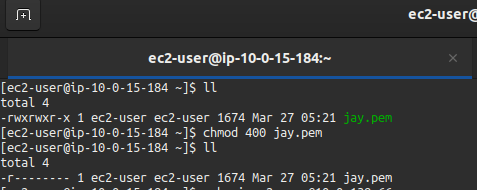 ec2-user@
ec2-user@ip-10-0-15-184:~
[ec2-user@ip-10-0-15-184 ~]$ ll
total 4
-rwxrwxr-x 1 ec2-user ec2-user 1674 Mar 27 05:21 jay.pem
[ec2-user@ip-10-0-15-184 ~]$ chmod 400 jay.pem
[ec2-user@ip-10-0-15-184 ~]$ ll
total 4
-r-------- 1 ec2-user ec2-user 1674 Mar 27 05:21 jay.pem